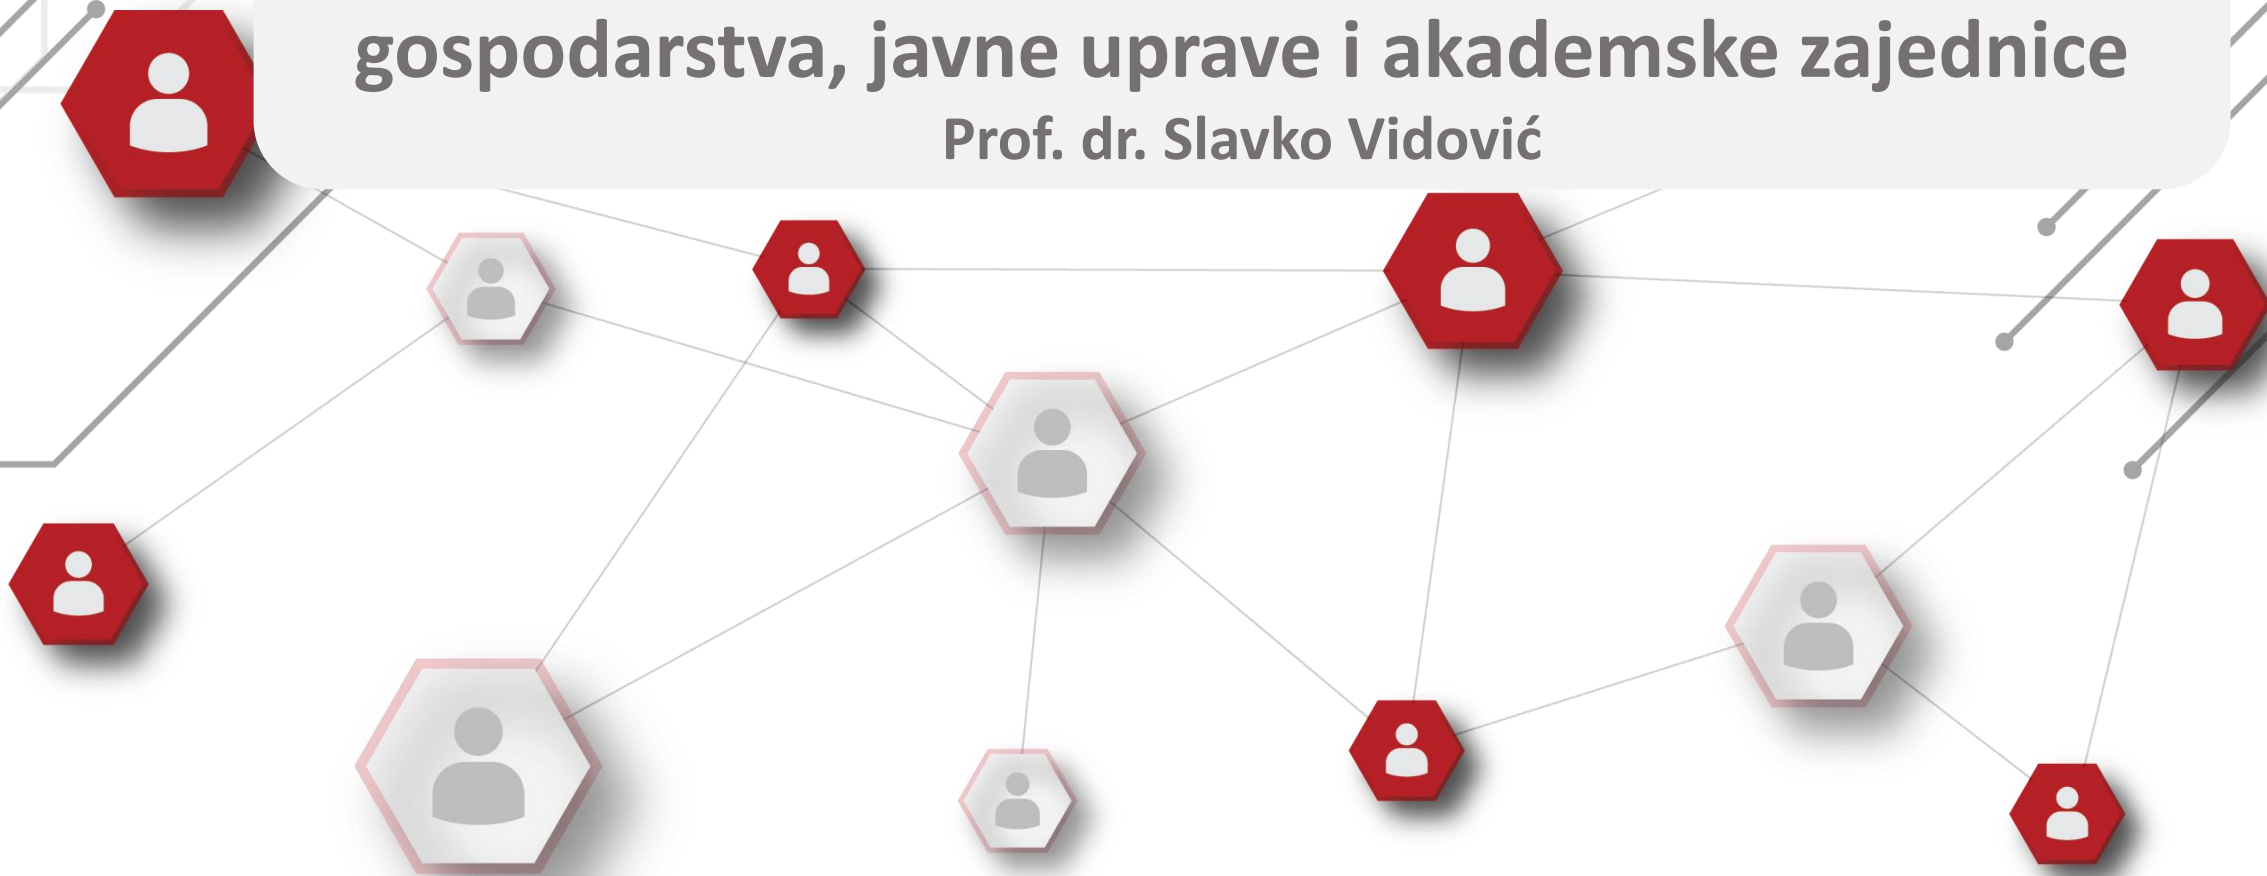 gospodarstva, javne uprave i akademske zajednice
Prof. dr. Slavko Vidović